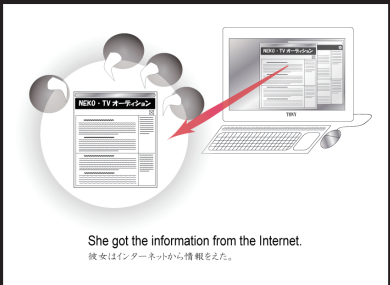 NEKO・TV オーディション
NEKO・TV オーディション
TOKY
She got the information from the Internet.
彼女はインターネットから情報をえた。